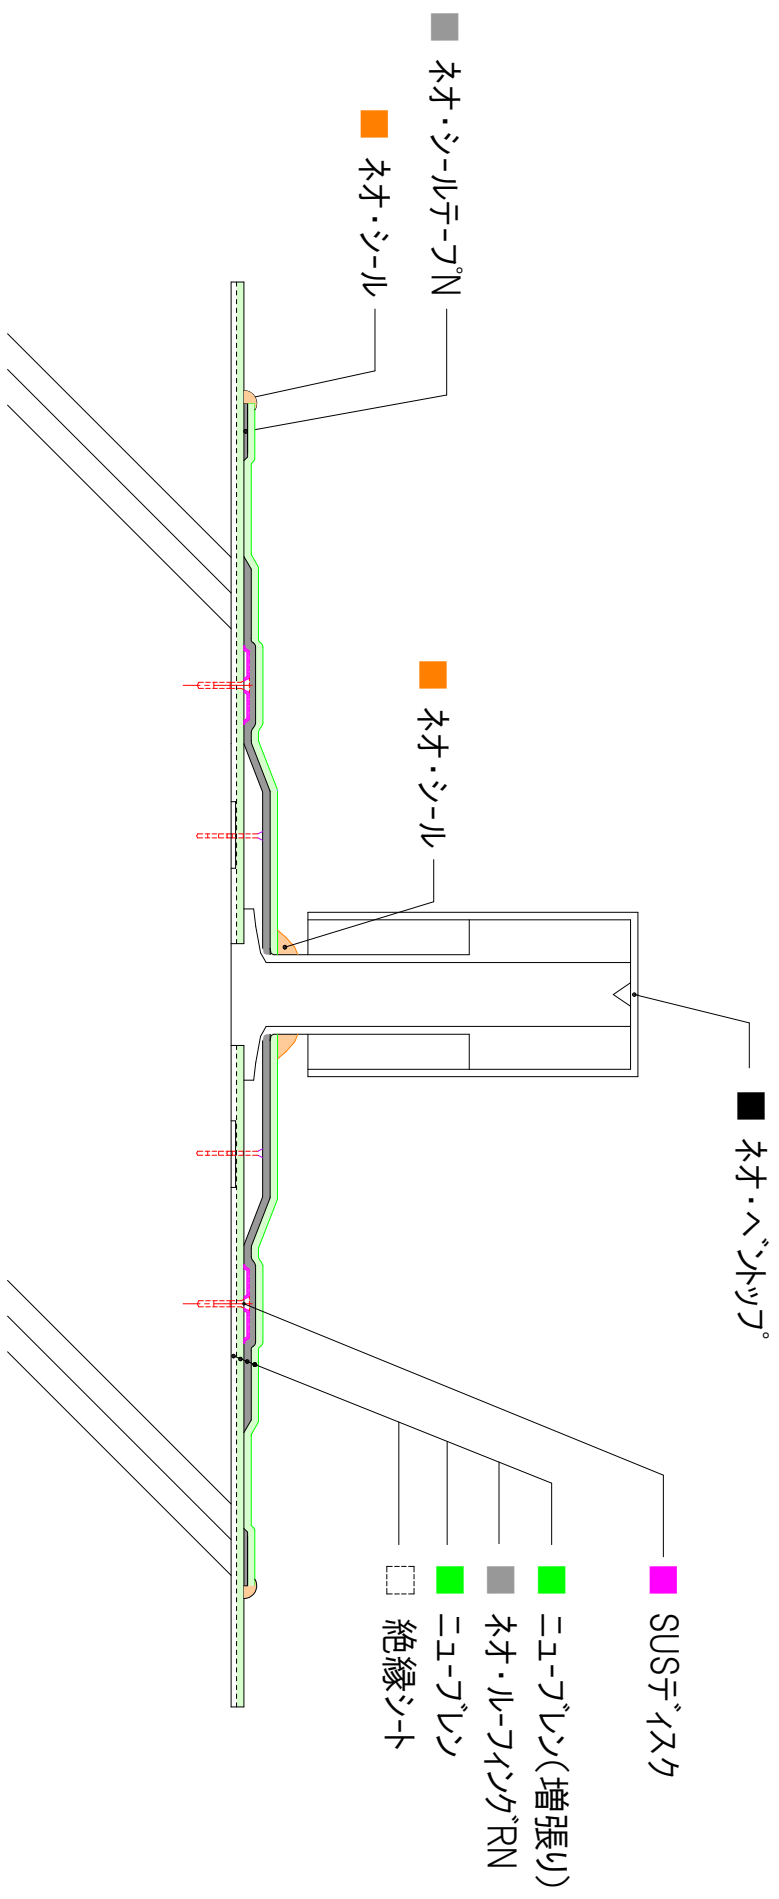 ネオ・シールテープN
ネオ・シール
ネオ・シール
ネオ・ベントップ
SUSディスク
ニューブレン(増張り)
ネオ・ルーフィングRN
ニューブレン
絶縁シート